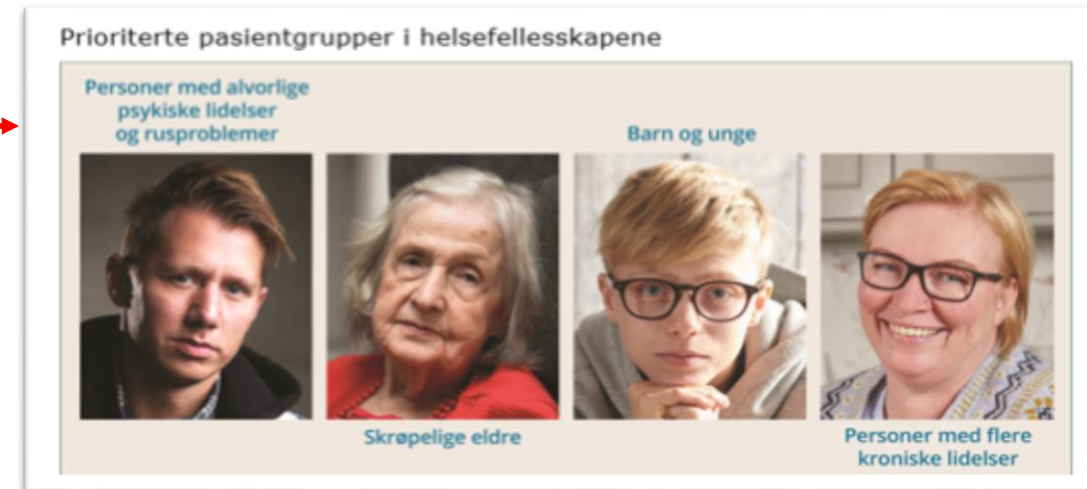 Prioriterte pasientgrupper i helsefellesskapene
Personer med alvorlige
psykiske lidelser
og rusproblemer
Skrøpelige eldre
Barn og unge
Personer med flere
kroniske lidelser